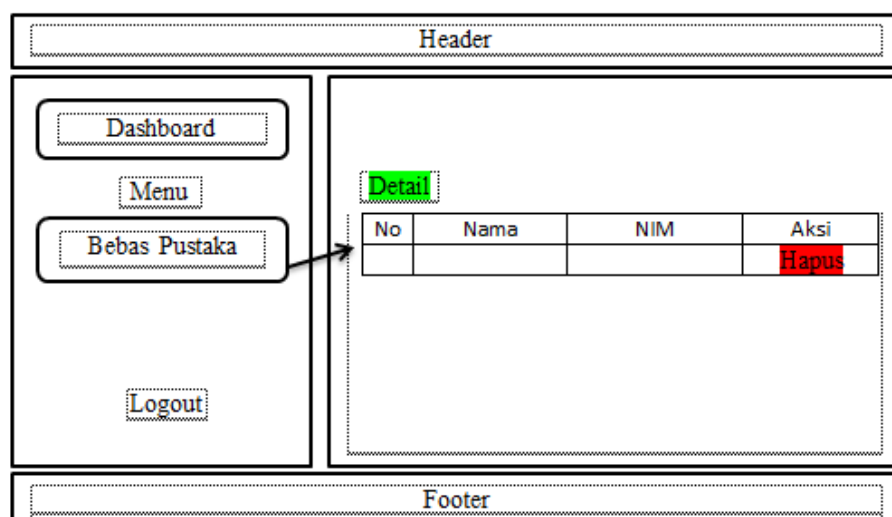 Header
Dashboard
Menu
Bebas Pustaka
Logout
Detail
No Nama NIM Aksi
Hapus
Footer